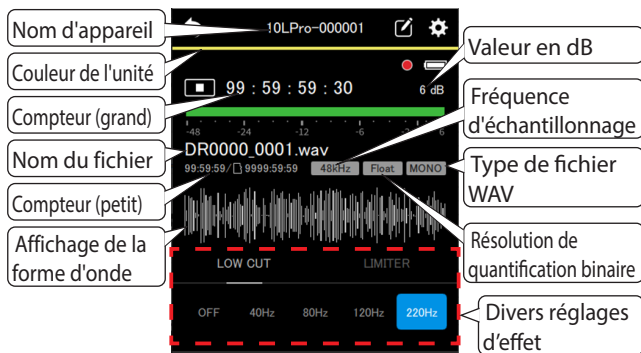 Nom d'appareil
Couleur de l'unité
Compteur (grand)
Nom du fichier
Compteur (petit)
Affichage de la
forme d'onde
10LPro-000001
99 : 59 : 59 : 30
6 dB
-48
-24
-12
-6
6
DR0000_0001.wav
99:59:59/ 9999:59:59
48kHz
Float
MONO
LOW CUT
LIMITER
OFF
40Hz
80Hz
120Hz
220Hz
Valeur en dB
Fréquence
d'échantillonnage
Type de fichier
WAV
Résolution de
quantification binaire
Divers réglages
d'effet